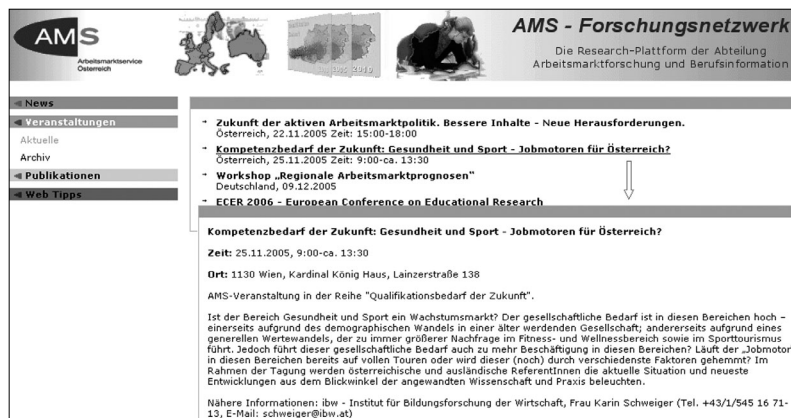 AMS
Arbeitsmarktservice
Österreich
AMS - Forschungsnetzwerk
Die Research-Plattform der Abteilung
Arbeitsmarktforschung und Berufsinformation
News
Veranstaltungen
Aktuelle
Archiv
Publikationen
Web Tipps
Zukunft der aktiven Arbeitsmarktpolitik. Bessere Inhalte - Neue Herausforderungen.
Österreich, 22.11.2005 Zeit: 15:00-18:00
Kompetenzbedarf der Zukunft: Gesundheit und Sport - Jobmotoren für Österreich?
Österreich, 25.11.2005 Zeit: 9:00-ca. 13:30
Workshop „Regionale Arbeitsmarktprognosen"
Deutschland, 09.12.2005
ECER 2006 - European Conference on Educational Research
Kompetenzbedarf der Zukunft: Gesundheit und Sport - Jobmotoren für Österreich?
Zeit: 25.11.2005, 9:00-ca. 13:30
Ort: 1130 Wien, Kardinal König Haus, Lainzerstraße 138
AMS-Veranstaltung in der Reihe "Qualifikationsbedarf der Zukunft".
Ist der Bereich Gesundheit und Sport ein Wachstumsmarkt? Der gesellschaftliche Bedarf ist in diesen Bereichen hoch –
einerseits aufgrund des demographischen Wandels in einer älter werdenden Gesellschaft; andererseits aufgrund eines
generellen Wertewandels, der zu immer größerer Nachfrage im Fitness- und Wellnessbereich sowie im Sporttourismus
führt. Jedoch führt dieser gesellschaftliche Bedarf auch zu mehr Beschäftigung in diesen Bereichen? Läuft der „Jobmotor
in diesen Bereichen bereits auf vollen Touren oder wird dieser (noch) durch verschiedenste Faktoren gehemmt? Im
Rahmen der Tagung werden österreichische und ausländische ReferentInnen die aktuelle Situation und neueste
Entwicklungen aus dem Blickwinkel der angewandten Wissenschaft und Praxis beleuchten.
Nähere Informationen: ibw - Institut für Bildungsforschung der Wirtschaft, Frau Karin Schweiger (Tel. +43/1/545 16 71-
13, E-Mail: schweiger@ibw.at)